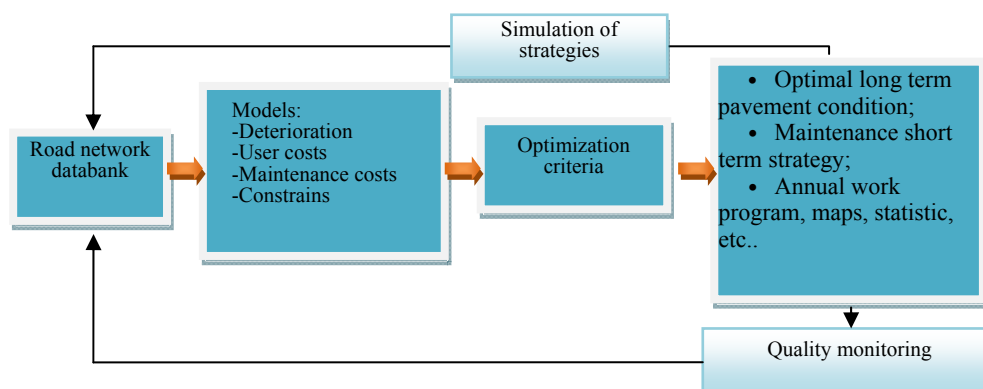 Simulation of
strategies
Road network
databank
Models:
-Deterioration
-User costs
-Maintenance costs
-Constrains
Optimization
criteria
• Optimal long term
pavement condition;
• Maintenance short
term strategy;
• Annual work
program, maps, statistic,
etc..
Quality monitoring